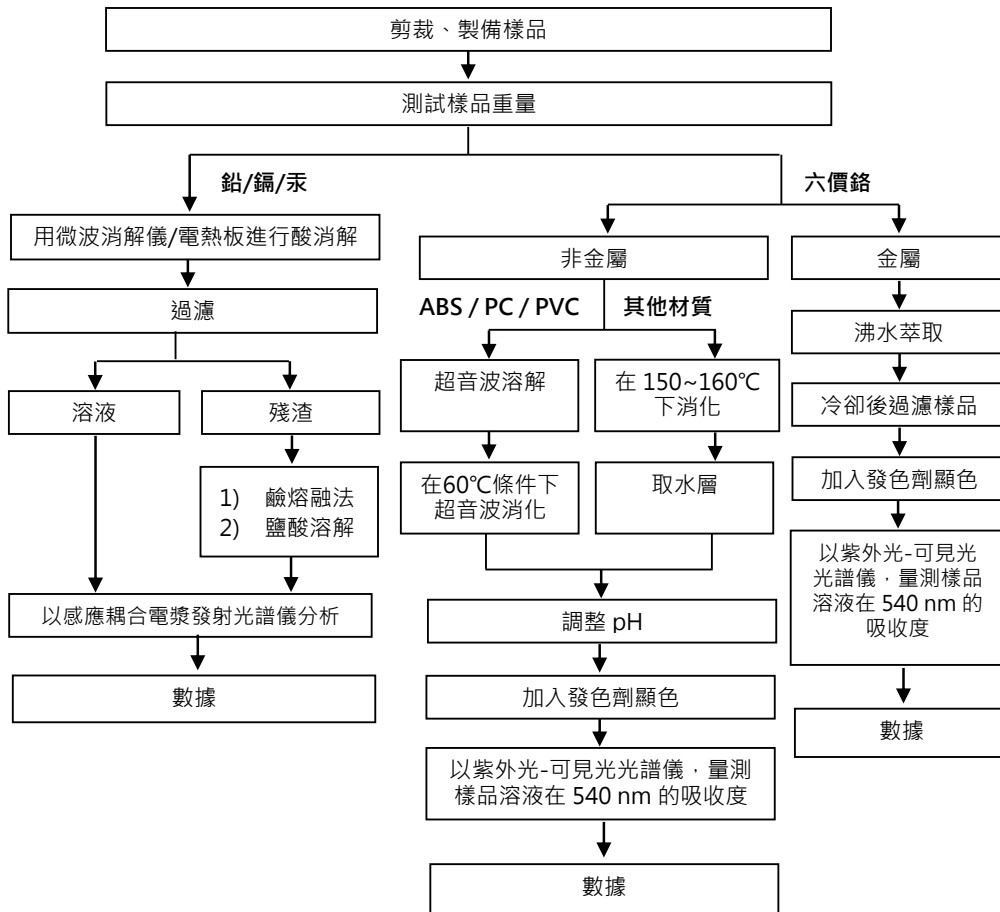 剪裁、製備樣品
測試樣品重量
鉛/鎘/汞
六價鉻
用微波消解儀/電熱板進行酸消解
過濾
溶液
殘渣
1) 鹼熔融法
2) 鹽酸溶解
以感應耦合電漿發射光譜儀分析
數據
非金屬
ABS / PC / PVC
其他材質
超音波溶解
在60℃條件下
超音波消化
在 150~160℃
下消化
取水層
調整 pH
加入發色劑顯色
以紫外光-可見光光譜儀，量測
樣品溶液在 540 nm 的吸收度
數據
金屬
沸水萃取
冷卻後過濾樣品
加入發色劑顯色
以紫外光-可見光
光譜儀，量測樣品
溶液在 540 nm 的
吸收度
數據